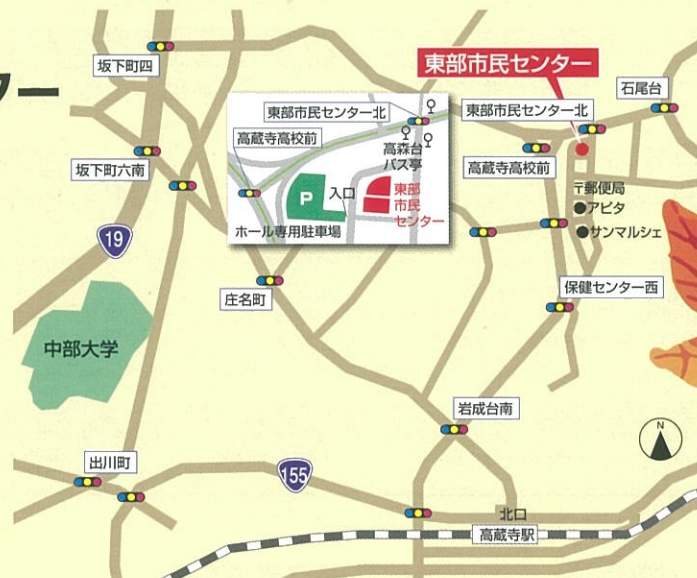 ター
坂下町四
東部市民センター
石尾台
東部市民センター北
東部市民センター北
高蔵寺高校前
高森台
バス亭
高蔵寺高校前
坂下町六南
P
入口
東部
市民
センター
ホール専用駐車場
〒郵便局
アピタ
サンマルシェ
19
保健センター西
庄名町
中部大学
岩成台南
N
出川町
155
北口
高蔵寺駅